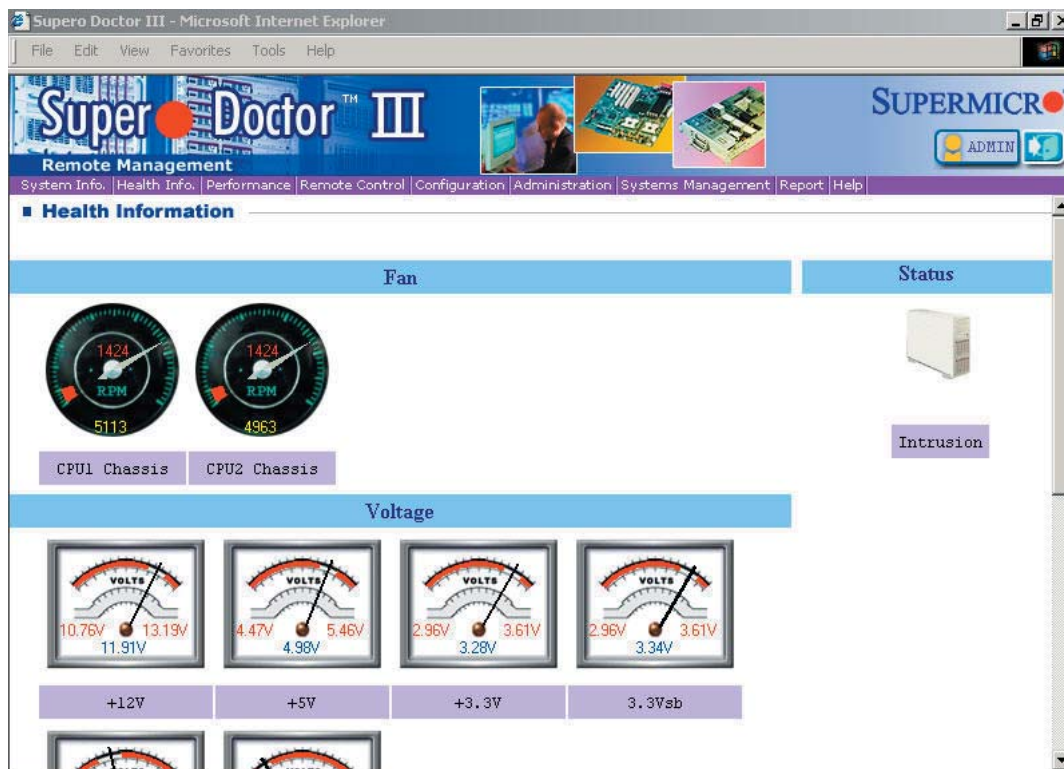 Supero Doctor III - Microsoft Internet Explorer
File Edit View Favorites Tools Help
Super Doctor ™ III
Remote Management
SUPERMICR
ADMIN
System Info. Health Info. Performance Remote Control Configuration Administration Systems Management Report Help
Health Information
Fan
Status
1424
RPM
5113
1424
RPM
4963
CPU1 Chassis
CPU2 Chassis
Intrusion
Voltage
VOLTS
10.76V 13.19V
11.91V
VOLTS
4.47V 5.46V
4.98V
VOLTS
2.96V 3.61V
3.28V
VOLTS
2.96V 3.61V
3.34V
+12V
+5V
+3.3V
3.3Vsb